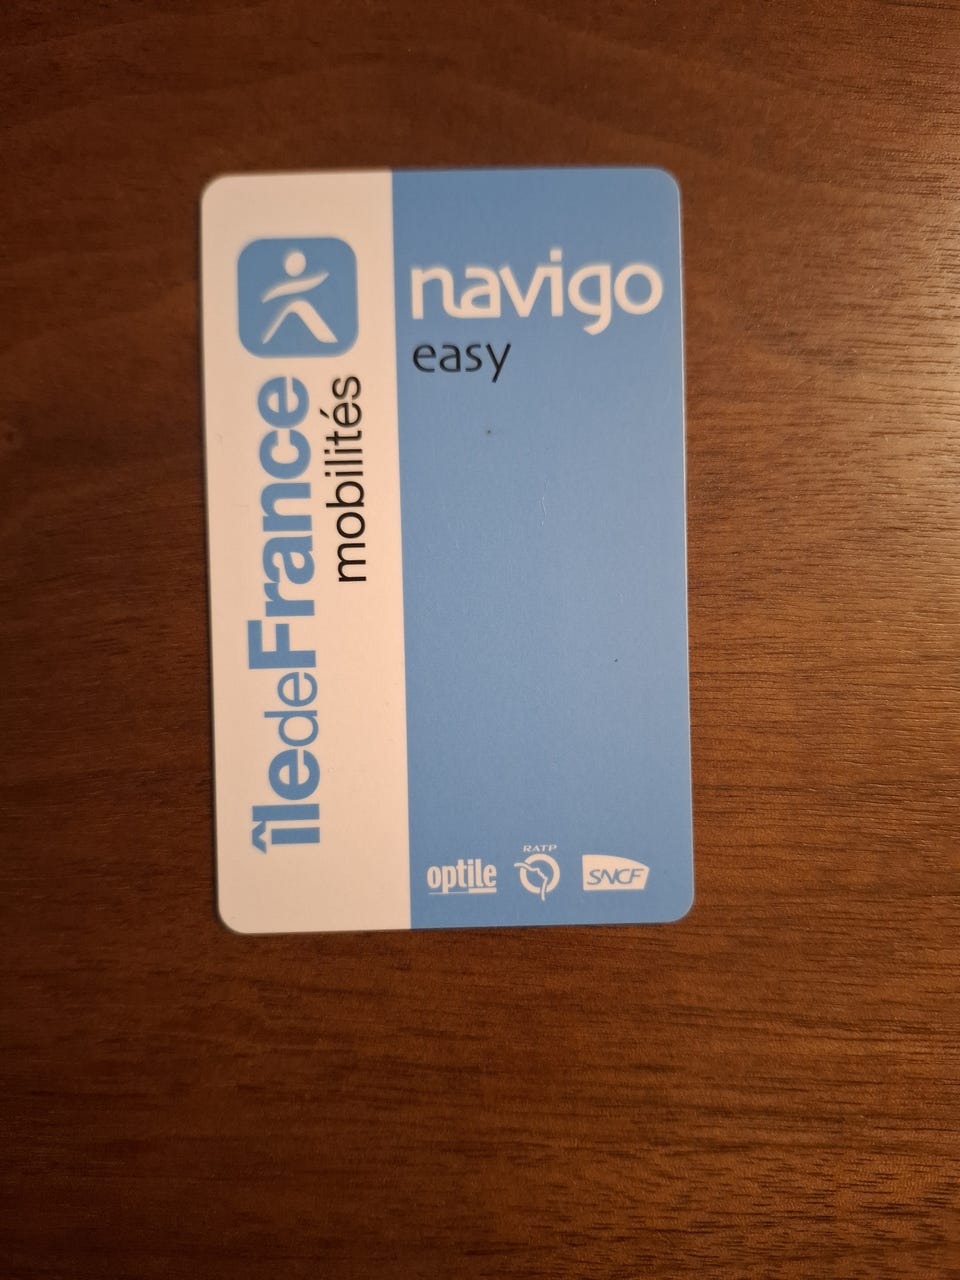 navigo
easy
îledeFrance
mobilités
optile
RATP
SNCF